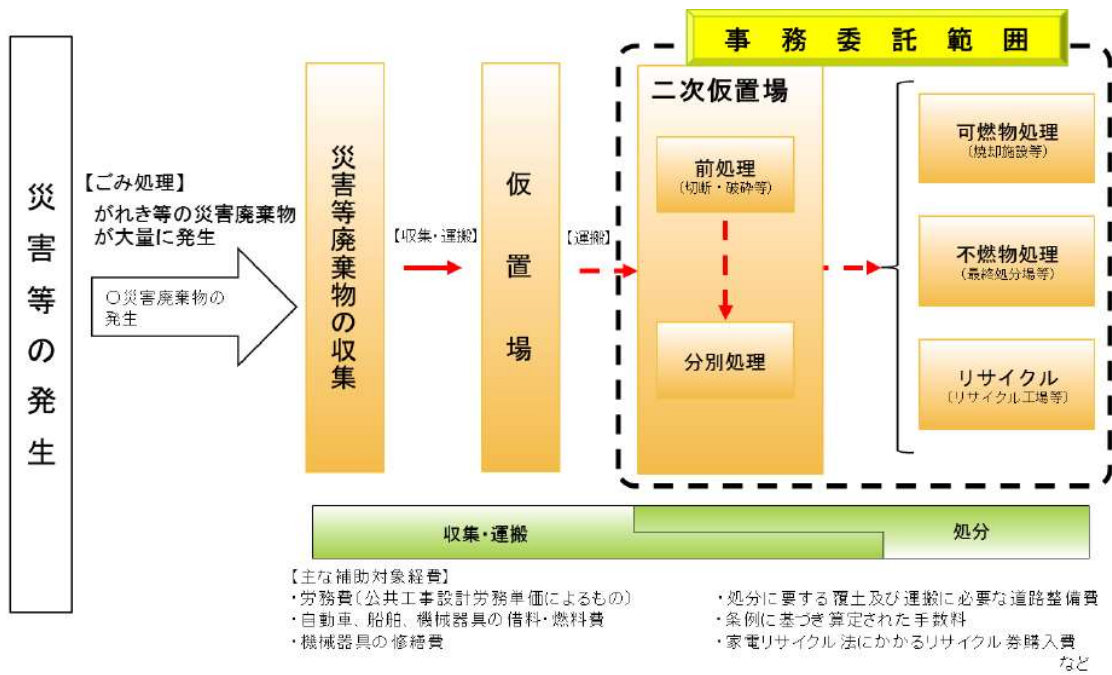 事務委託範囲
災害等の発生
【ごみ処理】
がれき等の災害廃棄物
が大量に発生
○災害廃棄物の
発生
災害等廃棄物の収集
【収集・運搬】
仮置場
【運搬】
二次仮置場
前処理
(切断・破砕等)
分別処理
可燃物処理
(焼却施設等)
不燃物処理
(最終処分場等)
リサイクル
(リサイクル工場等)
収集・運搬
処分
【主な補助対象経費】
・労務費(公共工事設計労務単価によるもの)
・自動車、船舶、機械器具の借料・燃料費
・機械器具の修繕費
・処分に要する覆土及び運搬に必要な道路整備費
・条例に基づき算定された手数料
・家電リサイクル法にかかるリサイクル券購入費
など